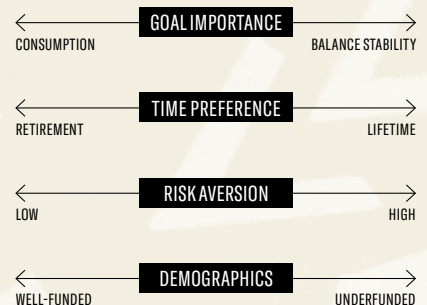 GOAL IMPORTANCE
CONSUMPTION BALANCE STABILITY
TIME PREFERENCE
RETIREMENT LIFETIME
RISK AVERSION
LOW HIGH
DEMOGRAPHICS
WELL-FUNDED UNDERFUNDED